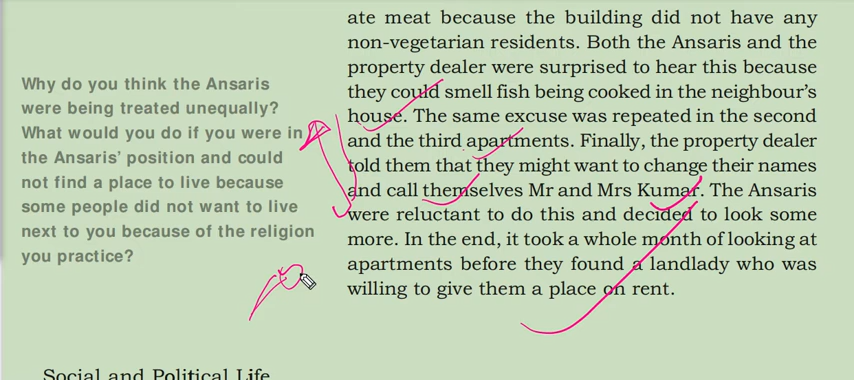 Why do you think the Ansaris
were being treated unequally?
What would you do if you were in
the Ansaris' position and could
not find a place to live because
some people did not want to live
next to you because of the religion
you practice?
ate meat because the building did not have any
non-vegetarian residents. Both the Ansaris and the
property dealer were surprised to hear this because
they could smell fish being cooked in the neighbour's
house. The same excuse was repeated in the second
and the third apartments. Finally, the property dealer
told them that they might want to change their names
and call themselves Mr and Mrs Kumar. The Ansaris
were reluctant to do this and decided to look some
more. In the end, it took a whole month of looking at
apartments before they found a landlady who was
willing to give them a place on rent.
Social and Political Life